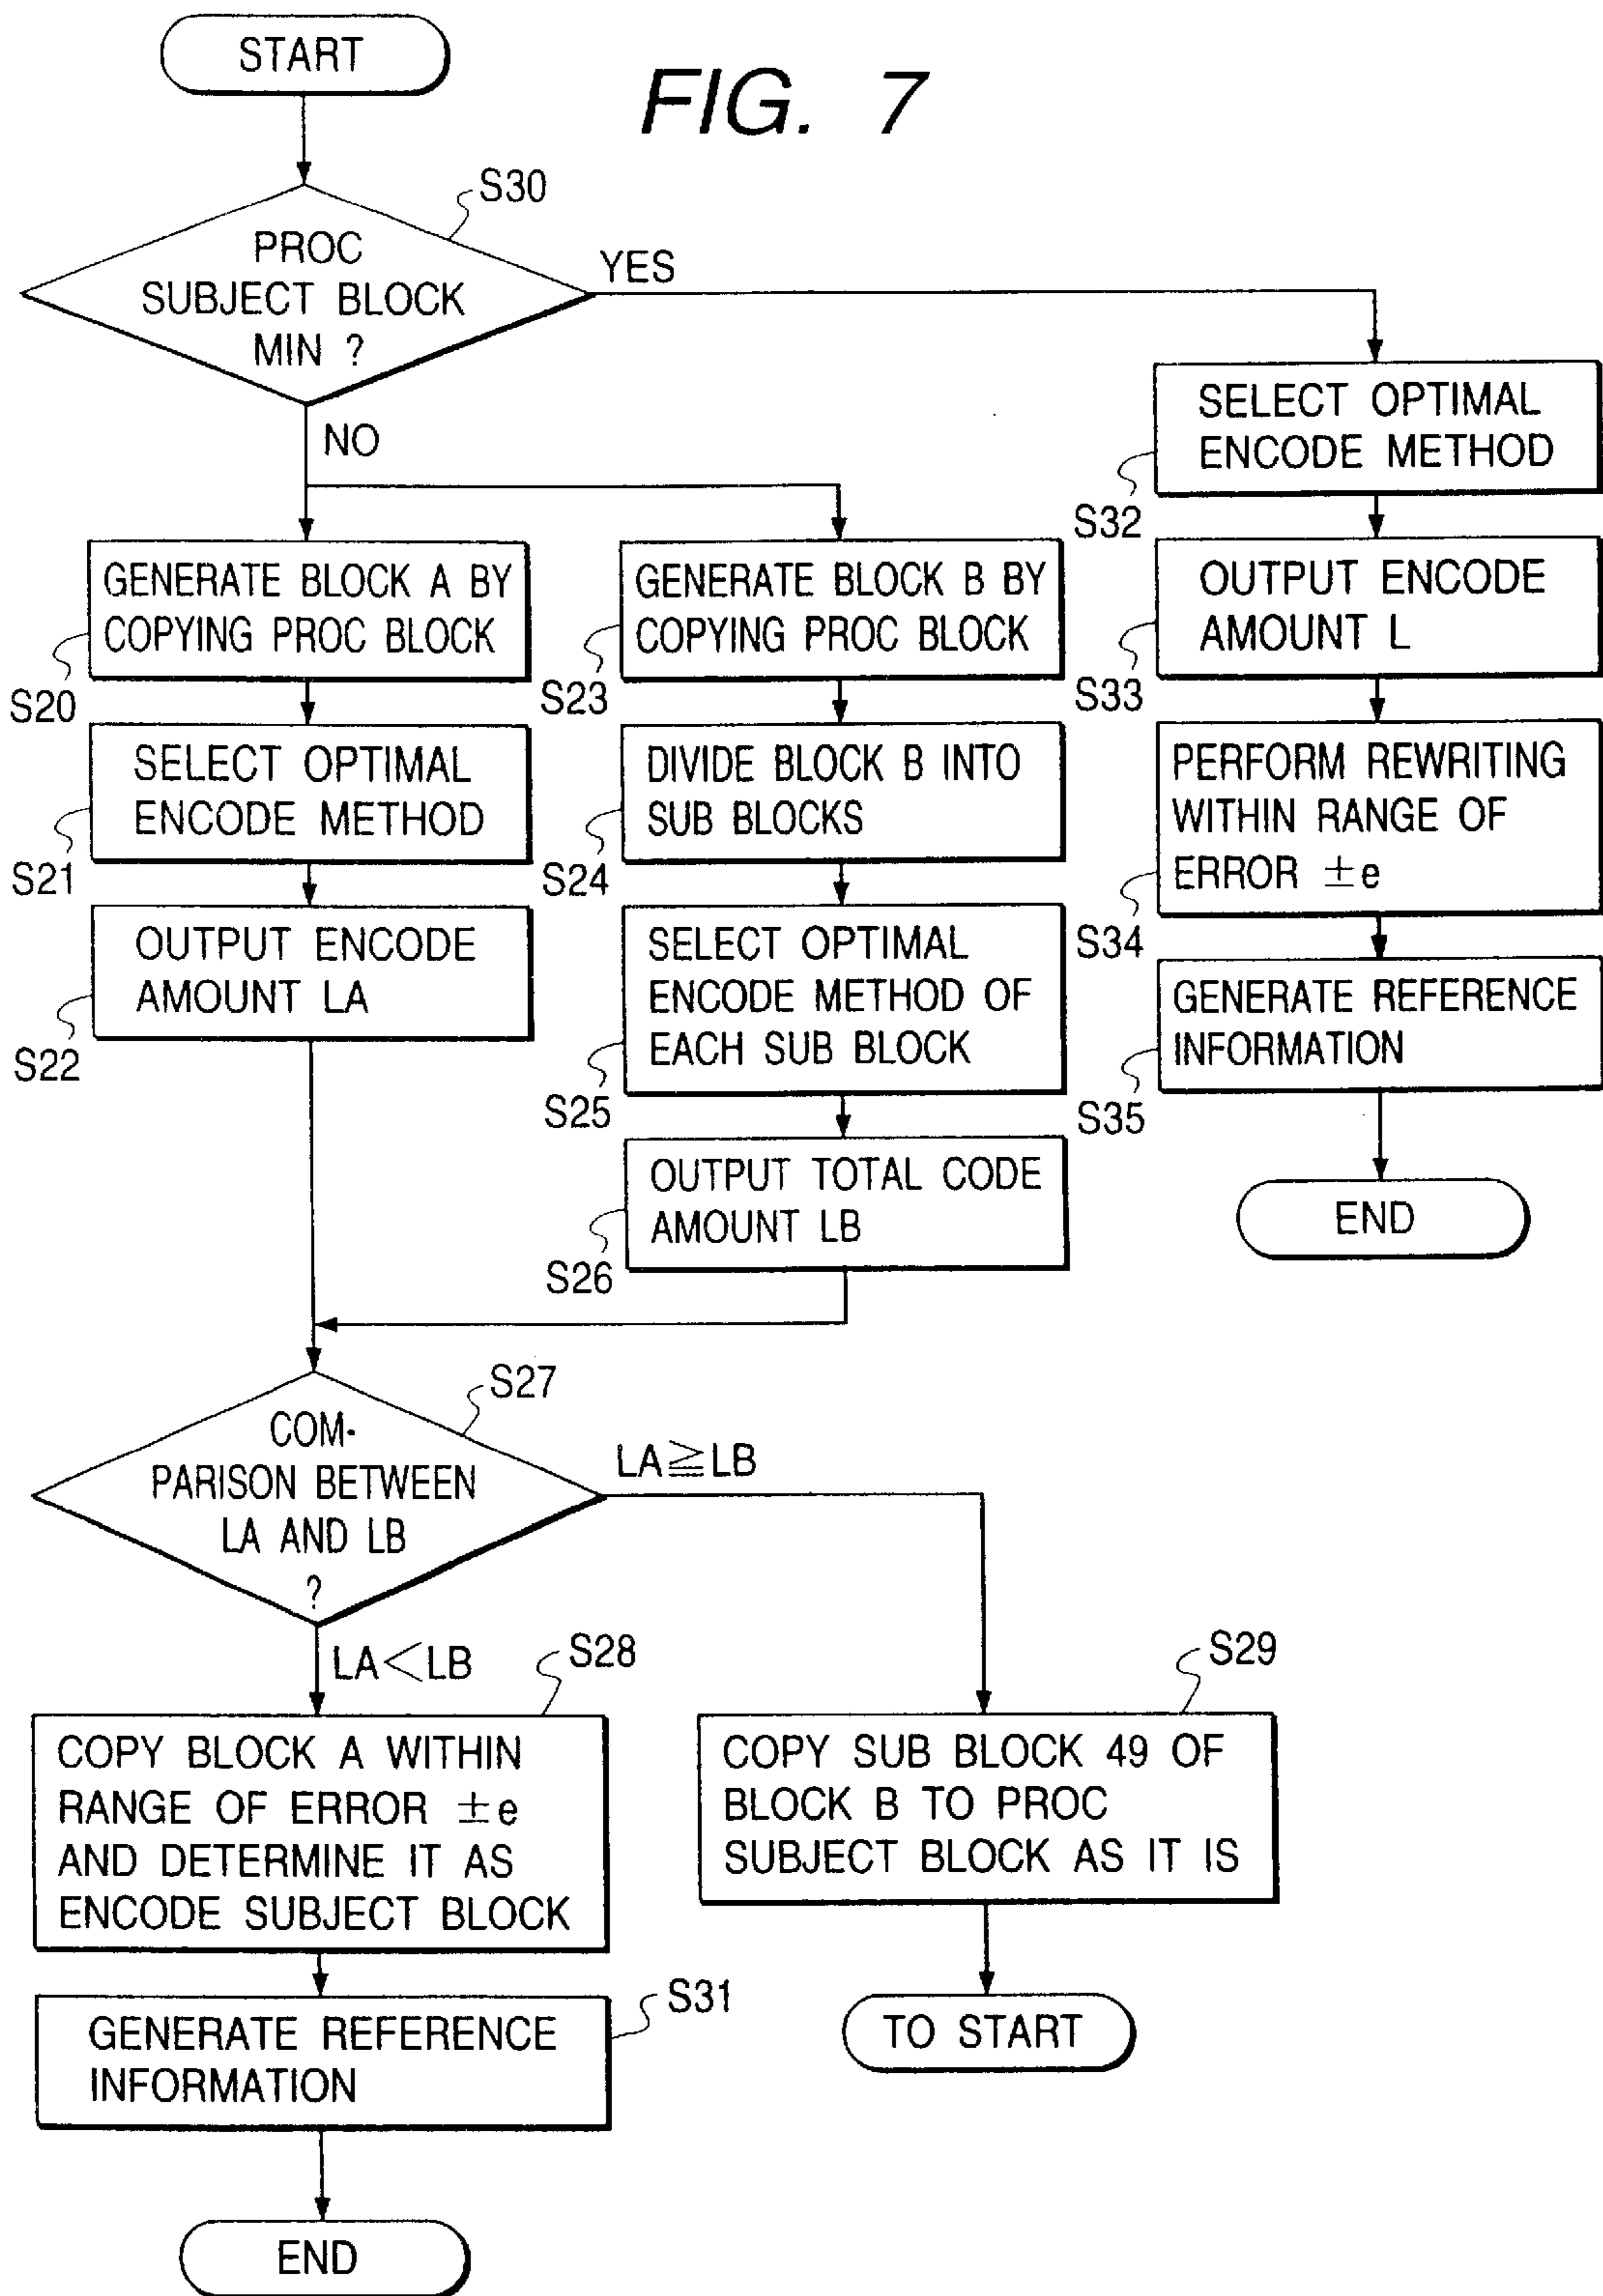 START
FIG. 7
S30
PROC
SUBJECT BLOCK
MIN ?
YES
NO
SELECT OPTIMAL
ENCODE METHOD
S32
GENERATE BLOCK A BY
COPYING PROC BLOCK
S20
GENERATE BLOCK B BY
COPYING PROC BLOCK
S23
OUTPUT ENCODE
AMOUNT L
S33
SELECT OPTIMAL
ENCODE METHOD
S21
DIVIDE BLOCK B INTO
SUB BLOCKS
S24
PERFORM REWRITING
WITHIN RANGE OF
ERROR ±e
S34
OUTPUT ENCODE
AMOUNT LA
S22
SELECT OPTIMAL
ENCODE METHOD OF
EACH SUB BLOCK
S25
GENERATE REFERENCE
INFORMATION
S35
OUTPUT TOTAL CODE
AMOUNT LB
S26
END
S27
COM-
PARISON BETWEEN
LA AND LB
?
LA≧LB
LA<LB
S28
COPY BLOCK A WITHIN
RANGE OF ERROR ±e
AND DETERMINE IT AS
ENCODE SUBJECT BLOCK
S29
COPY SUB BLOCK 49 OF
BLOCK B TO PROC
SUBJECT BLOCK AS IT IS
S31
GENERATE REFERENCE
INFORMATION
TO START
END